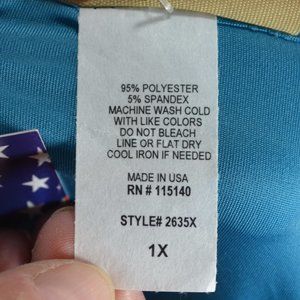 95% POLYESTER
5% SPANDEX
MACHINE WASH COLD
WITH LIKE COLORS
DO NOT BLEACH
LINE OR FLAT DRY
COOL IRON IF NEEDED
MADE IN USA
RN # 115140
STYLE# 2635X
1X